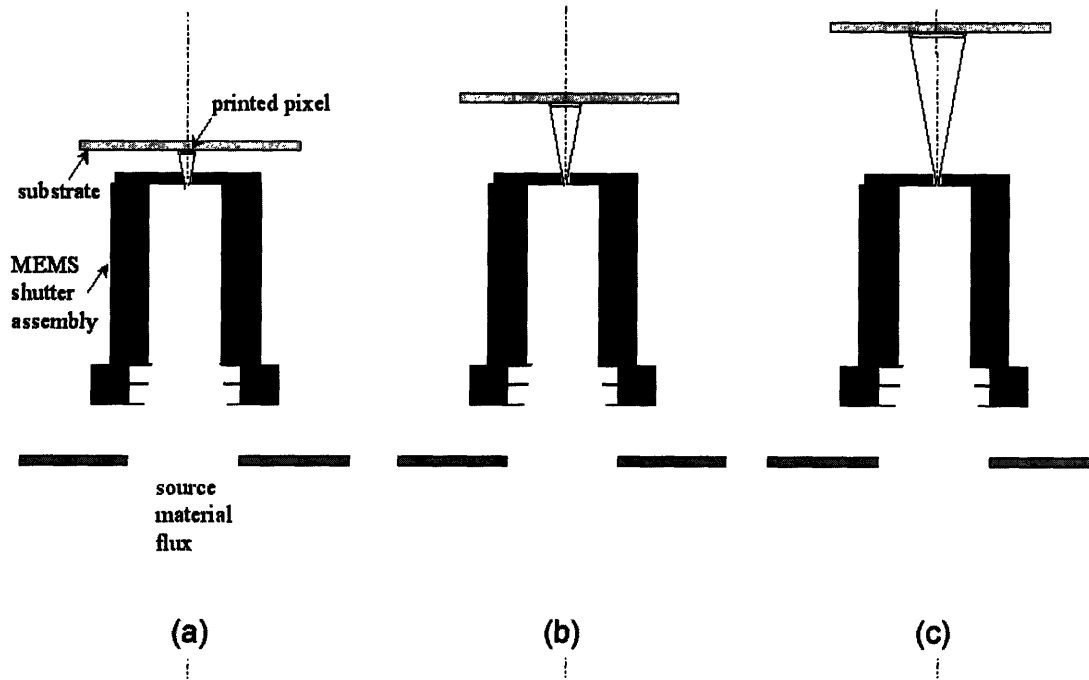 printed pixel
substrate
MEMS
shutter
assembly
source
material
flux
(a)
(b)
(c)